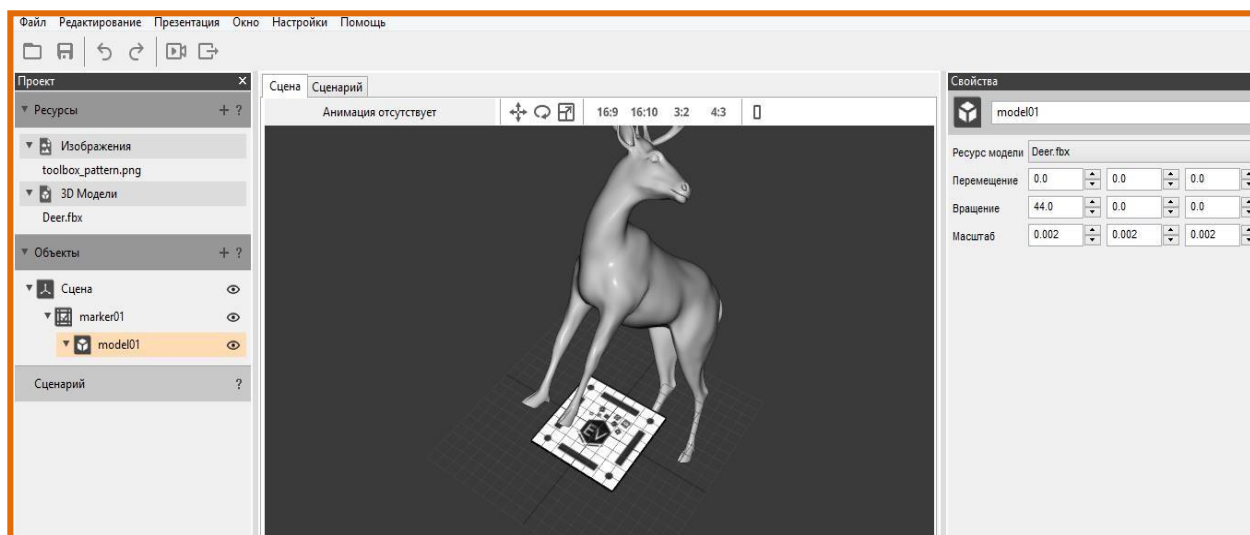 Файл Редактирование Презентация Окно Настройки Помощь
Проект X
Ресурсы + ?
Изображения
toolbox_pattern.png
3D Модели
Deer.fbx
Объекты + ?
Сцена
marker01
model01
Сценарий ?
Сцена Сценарий
Анимация отсутствует 16:9 16:10 3:2 4:3
EV
Свойства
model01
Ресурс модели Deer.fbx
Перемещение 0.0 0.0 0.0
Вращение 44.0 0.0 0.0
Масштаб 0.002 0.002 0.002